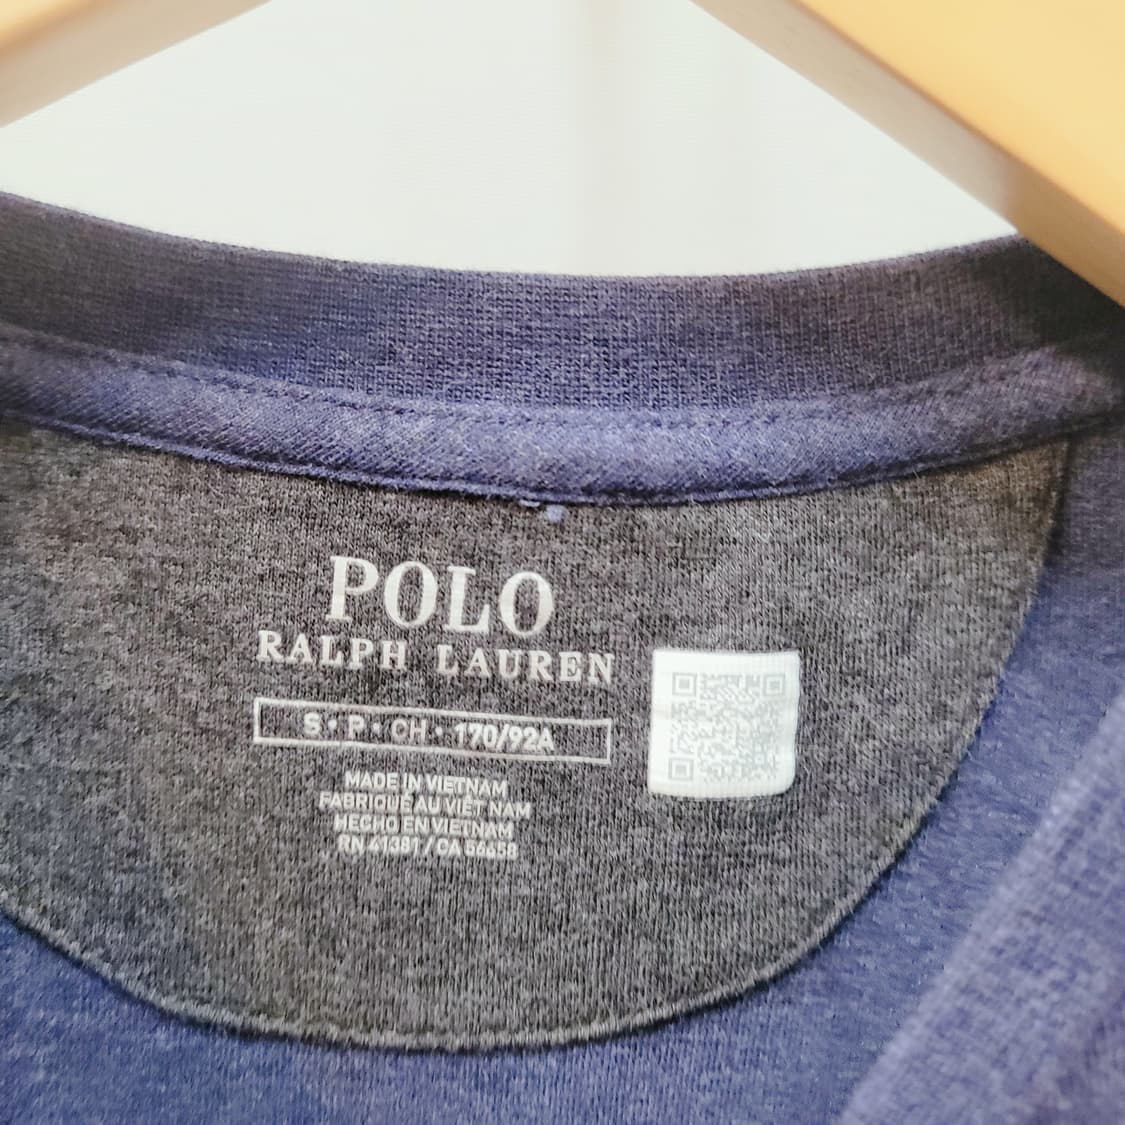 POLO
RALPH LAUREN
S • P • CH • 170/92A
MADE IN VIETNAM
FABRIQUÉ AU VIÊT NAM
HECHO EN VIETNAM
RN 41381 / CA 56658